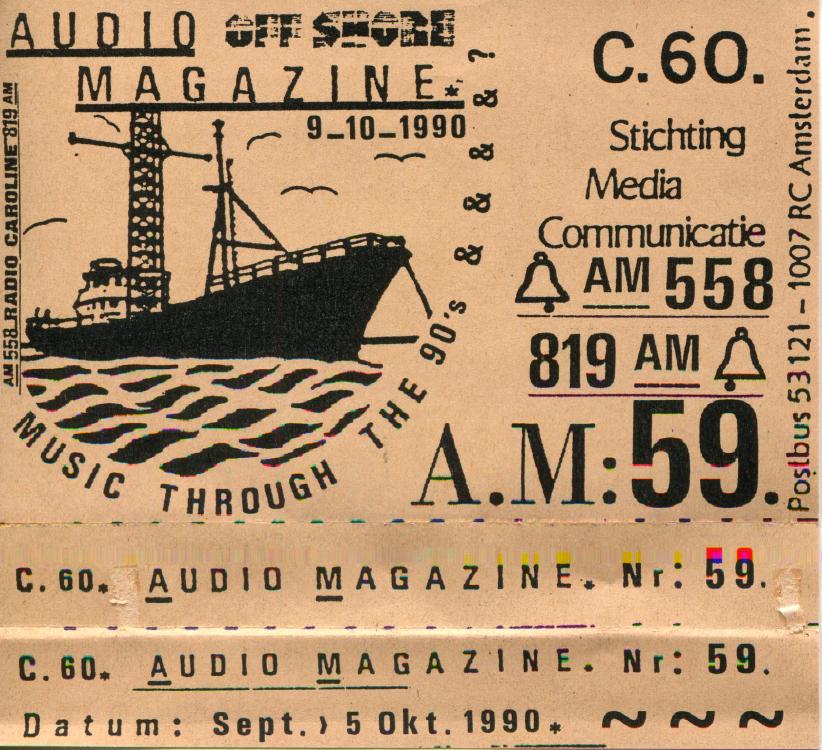 AUDIO OFF SHORE
MAGAZINE*
9-10-1990
& & & & & ?
AM 558 RADIO CAROLINE 819 AM
MUSIC THROUGH THE 90's
C.60.
Stichting
Media
Communicatie
AM 558
819 AM
A.M:59.
Postbus 53121 – 1007 RC Amsterdam.
C.60* AUDIO MAGAZINE. Nr: 59.
C.60* AUDIO MAGAZINE. Nr: 59.
Datum: Sept. › 5 Okt. 1990* ~ ~ ~